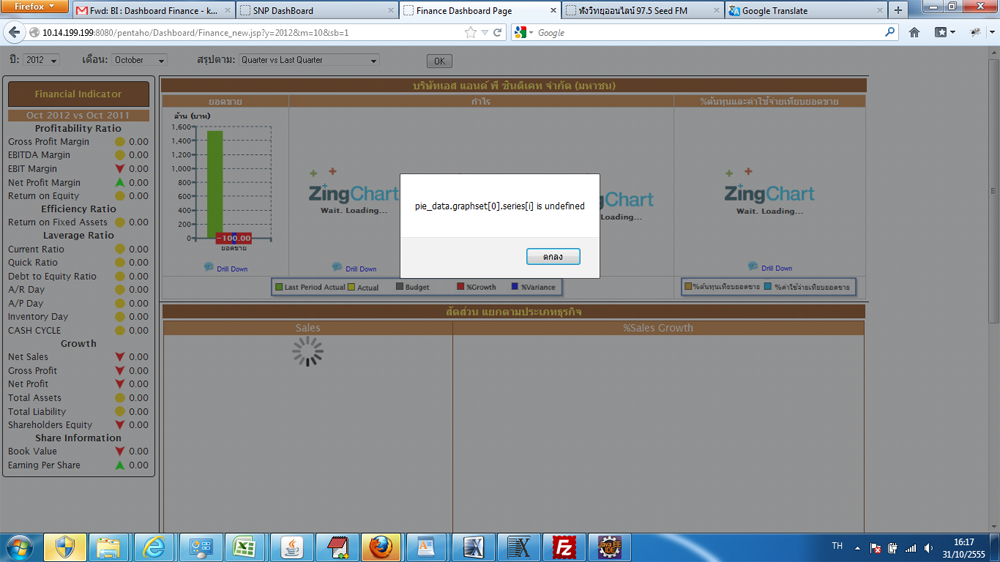 Firefox
Fwd: BI : Dashboard Finance - k...
SNP DashBoard
Finance Dashboard Page
ฟังวิทยุออนไลน์ 97.5 Seed FM
Google Translate
10.14.199.199:8080/pentaho/Dashboard/Finance_new.jsp?y=2012&m=10&sb=1
Google
ปี: 2012 เดือน: October สรุปตาม: Quarter vs Last Quarter OK
Financial Indicator
Oct 2012 vs Oct 2011
Profitability Ratio
Gross Profit Margin 0.00
EBITDA Margin 0.00
EBIT Margin 0.00
Net Profit Margin 0.00
Return on Equity 0.00
Efficiency Ratio
Return on Fixed Assets 0.00
Laverage Ratio
Current Ratio 0.00
Quick Ratio 0.00
Debt to Equity Ratio 0.00
A/R Day 0.00
A/P Day 0.00
Inventory Day 0.00
CASH CYCLE 0.00
Growth
Net Sales 0.00
Gross Profit 0.00
Net Profit 0.00
Total Assets 0.00
Total Liability 0.00
Shareholders Equity 0.00
Share Information
Book Value 0.00
Earning Per Share 0.00
บริษัทเอส แอนด์ พี ซินดิเคท จำกัด (มหาชน)
ยอดขาย
กำไร
%ต้นทุนและค่าใช้จ่ายเทียบยอดขาย
ล้าน (บาท)
1,600
1,400
1,200
1,000
800
600
400
200
0
-100.00
ยอดขาย
Drill Down
ZingChart
Wait. Loading...
Drill Down
ZingChart
Wait. Loading...
ZingChart
Wait. Loading...
Drill Down
Last Period Actual Actual Budget %Growth %Variance
%ต้นทุนเทียบยอดขาย %ค่าใช้จ่ายเทียบยอดขาย
pie_data.graphset[0].series[i] is undefined
ตกลง
สัดส่วน แยกตามประเภทธุรกิจ
Sales
%Sales Growth
TH
16:17
31/10/2555